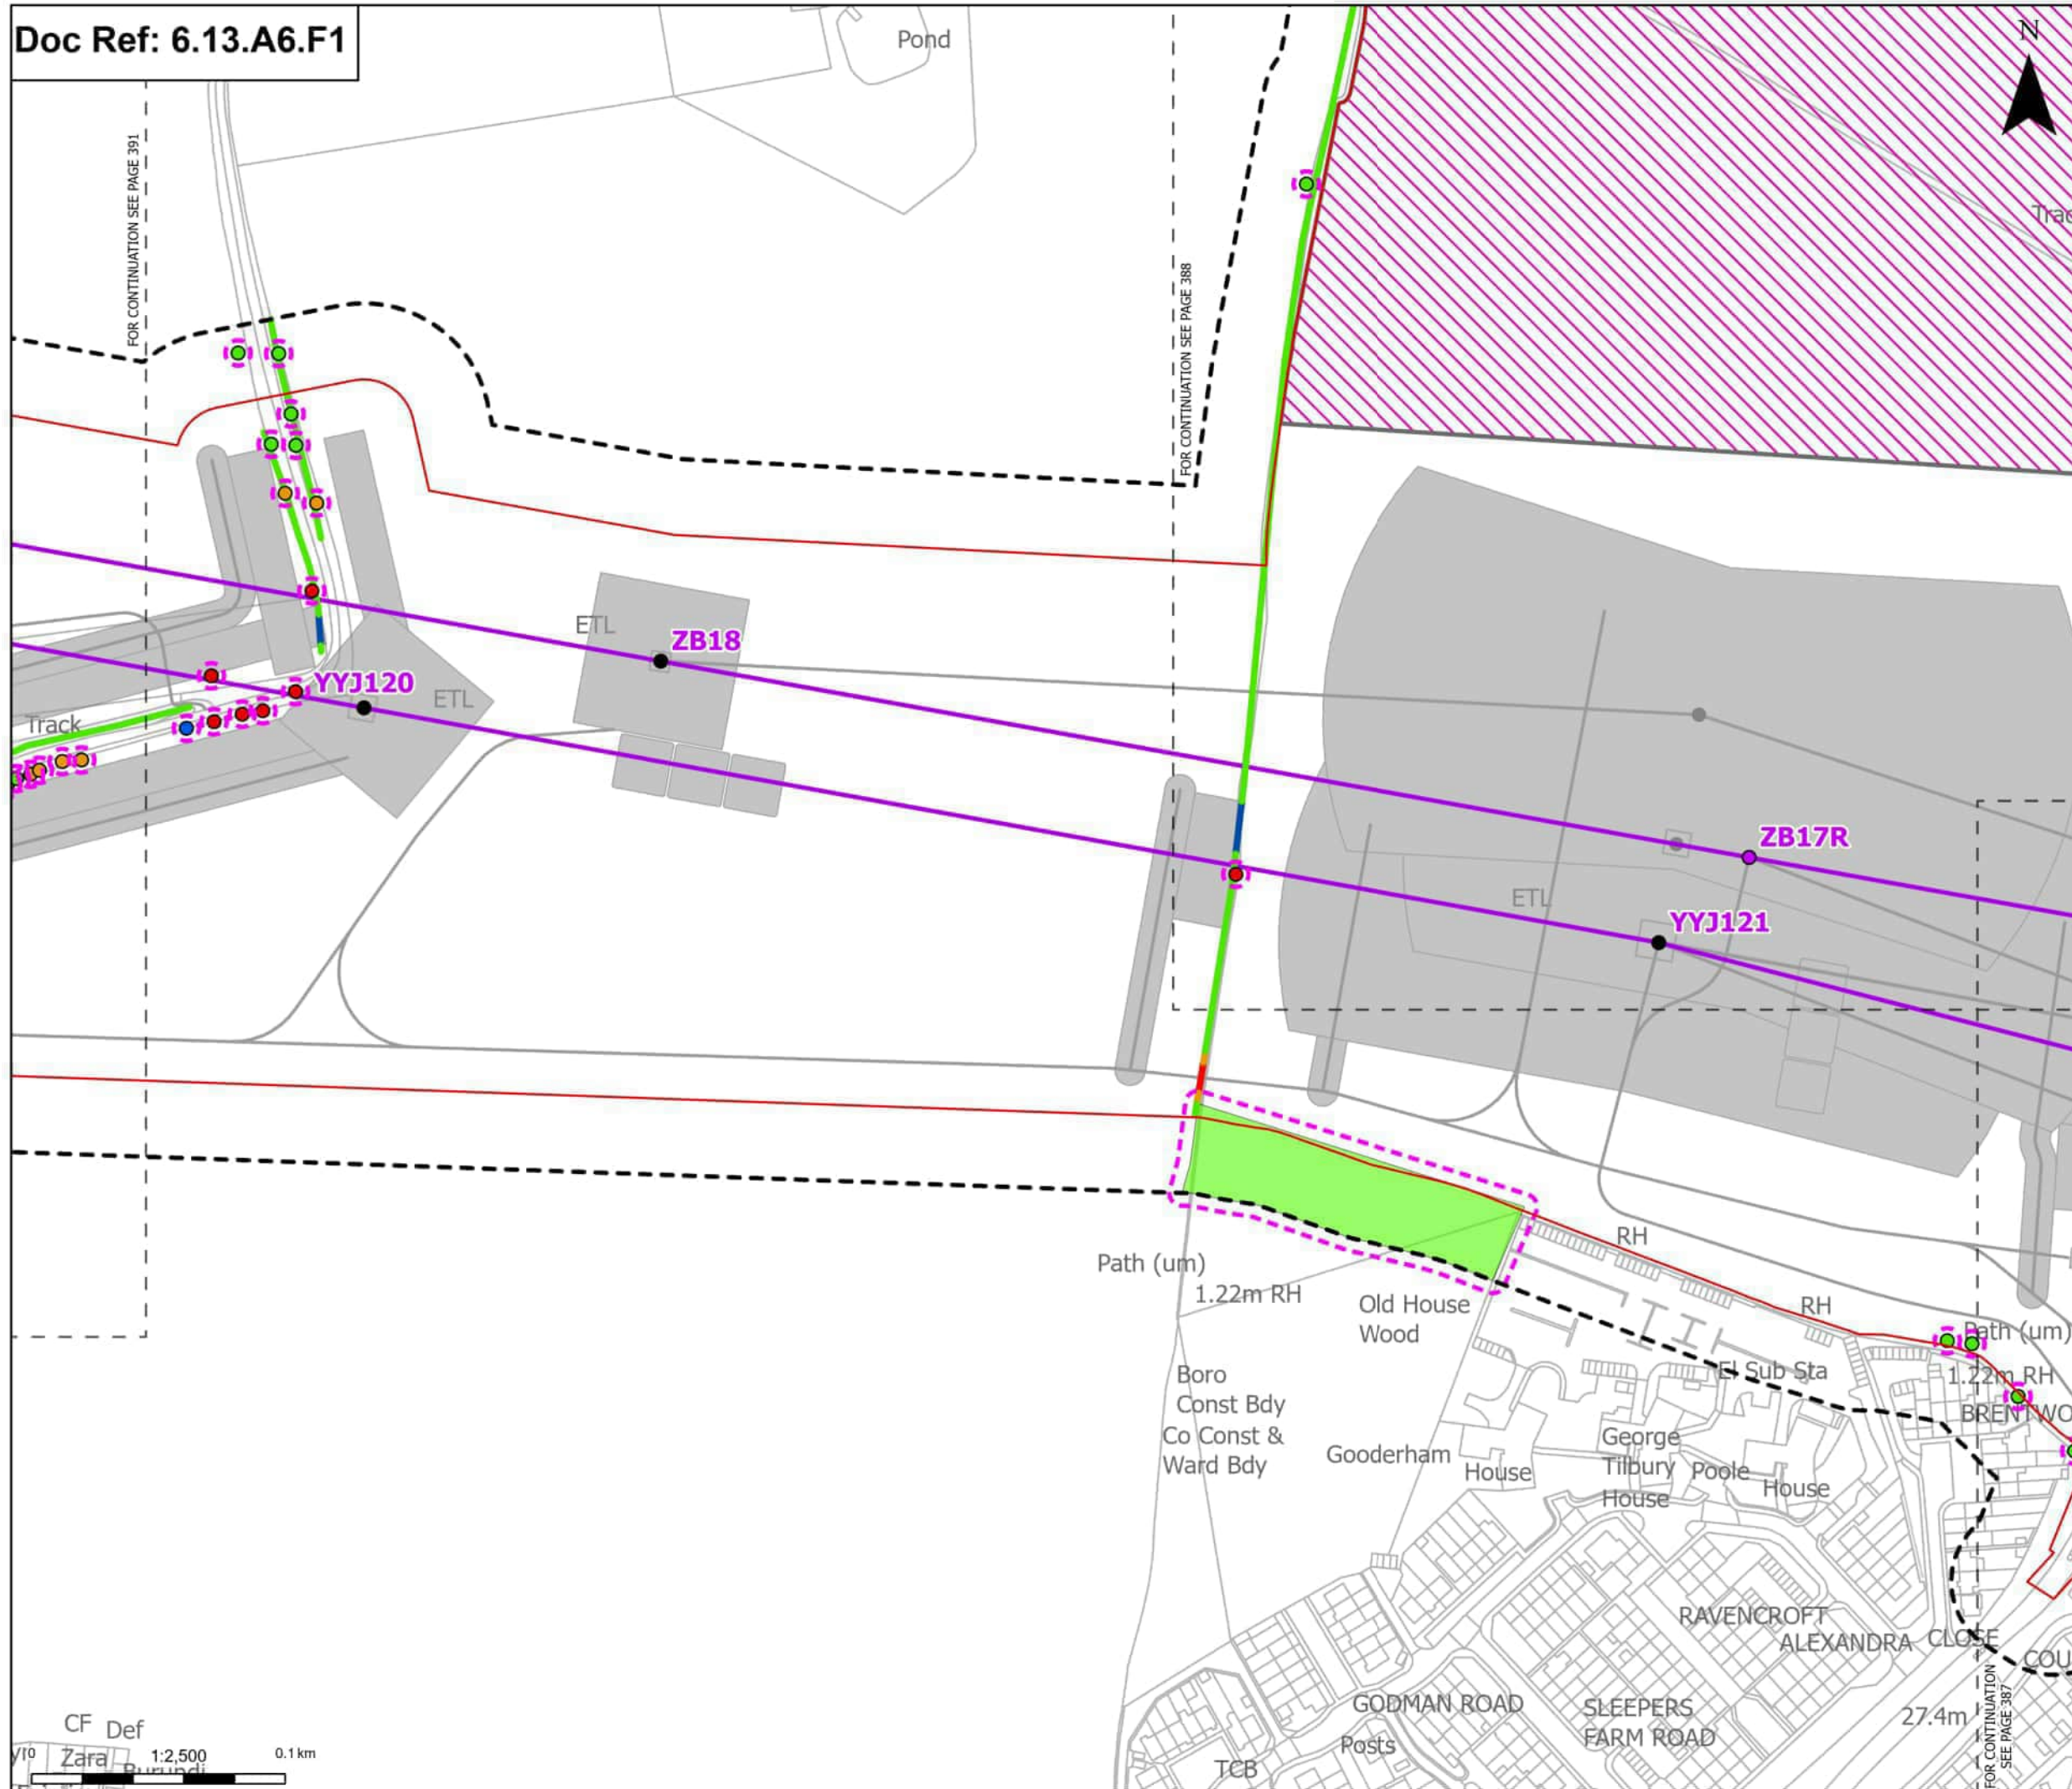 Doc Ref: 6.13.A6.F1
Pond
N
FOR CONTINUATION SEE PAGE 391
FOR CONTINUATION SEE PAGE 388
ETL
ZB18
YYJ120
ETL
Track
ZB17R
ETL
YYJ121
RH
Path (um)
1.22m RH
Old House
Wood
RH
Path (um)
El Sub Sta
1.22m RH
Boro
Const Bdy
Co Const &
Ward Bdy
Gooderham
House
George
Tilbury
House
Poole
House
RAVENCROFT
ALEXANDRA
CLOSE
GODMAN ROAD
SLEEPERS
FARM ROAD
Posts
TCB
27.4m
FOR CONTINUATION
SEE PAGE 387
CF
Def
Zara
Burundi
0
1:2,500
0.1 km